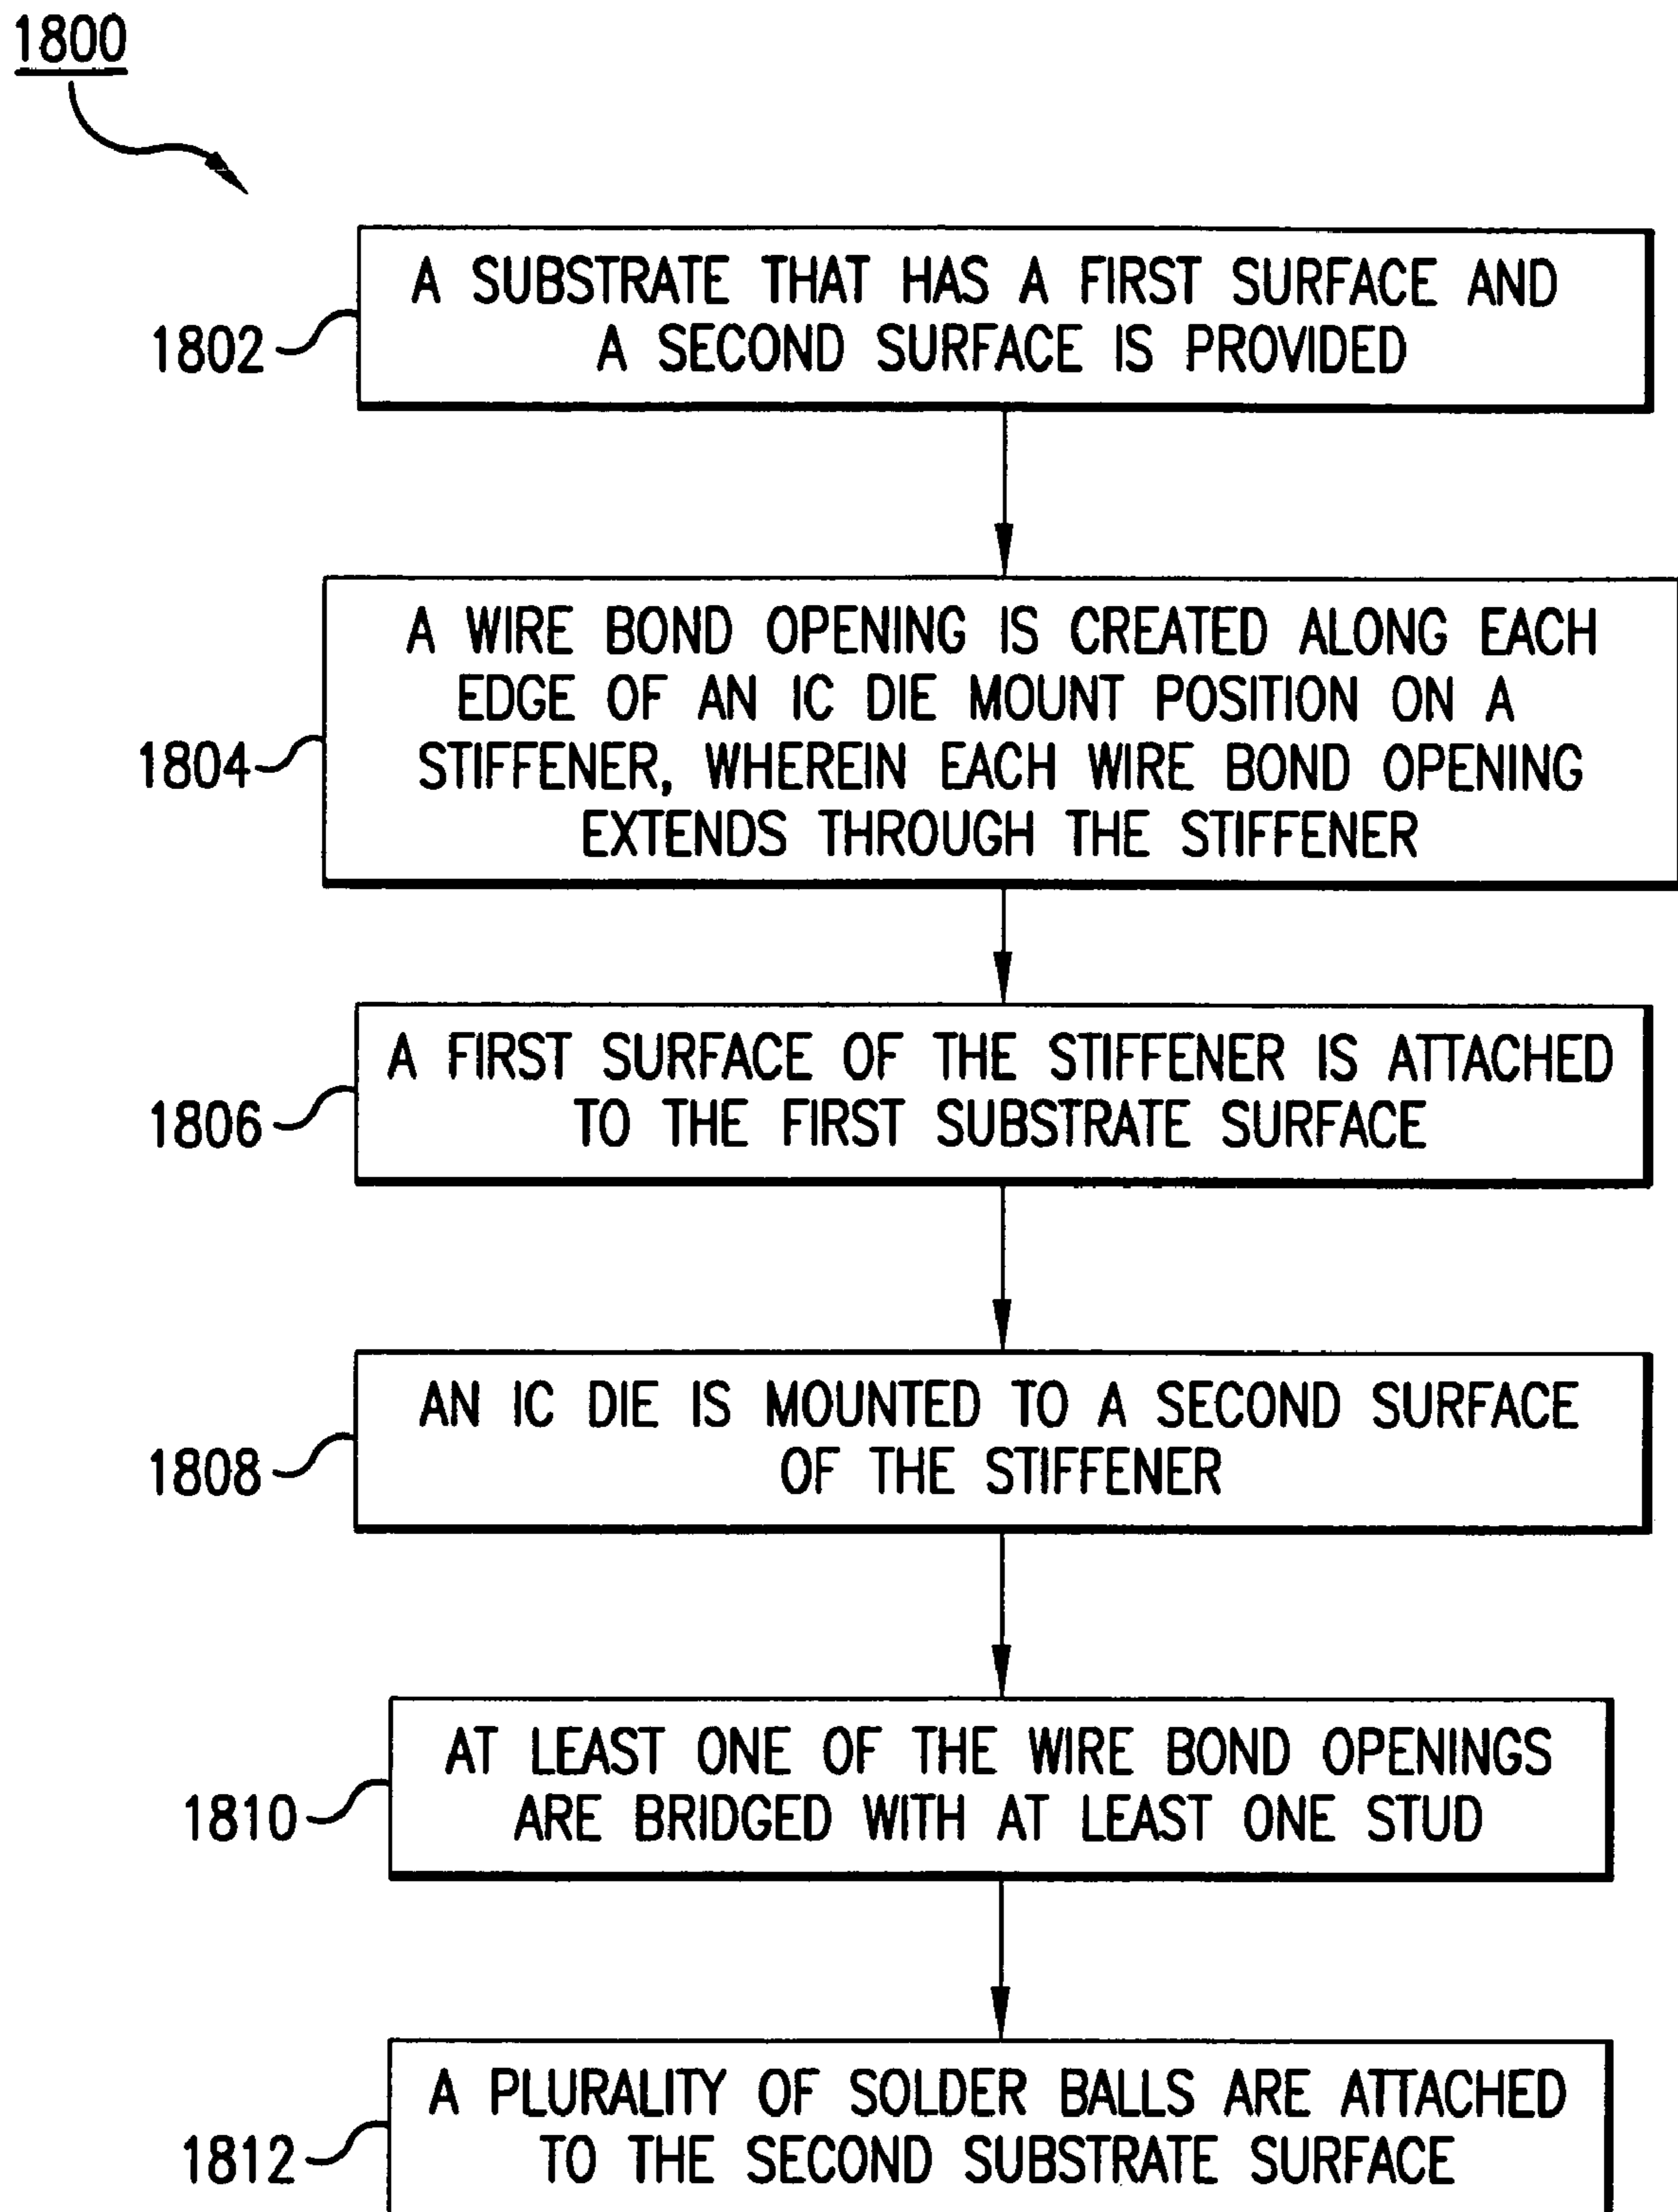 1800
A SUBSTRATE THAT HAS A FIRST SURFACE AND
A SECOND SURFACE IS PROVIDED
1802
A WIRE BOND OPENING IS CREATED ALONG EACH
EDGE OF AN IC DIE MOUNT POSITION ON A
STIFFENER, WHEREIN EACH WIRE BOND OPENING
EXTENDS THROUGH THE STIFFENER
1804
A FIRST SURFACE OF THE STIFFENER IS ATTACHED
TO THE FIRST SUBSTRATE SURFACE
1806
AN IC DIE IS MOUNTED TO A SECOND SURFACE
OF THE STIFFENER
1808
AT LEAST ONE OF THE WIRE BOND OPENINGS
ARE BRIDGED WITH AT LEAST ONE STUD
1810
A PLURALITY OF SOLDER BALLS ARE ATTACHED
TO THE SECOND SUBSTRATE SURFACE
1812